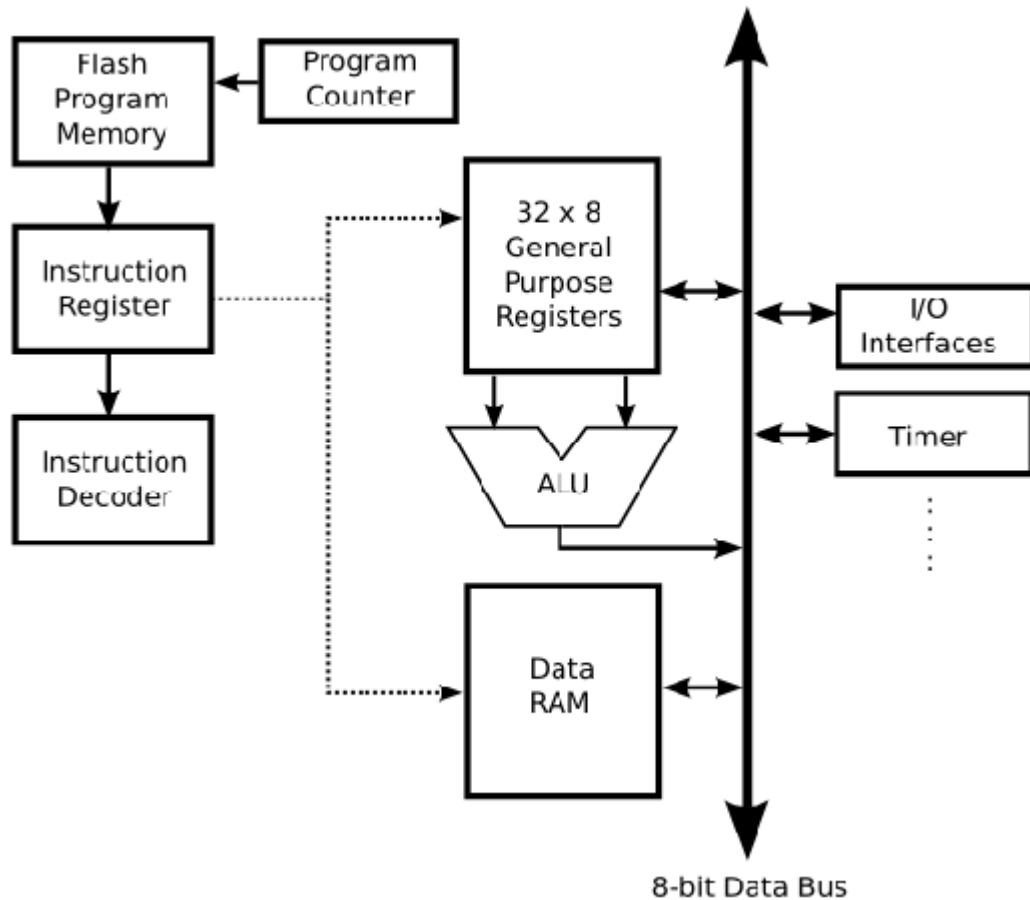 Flash
Program
Memory
Program
Counter
Instruction
Register
Instruction
Decoder
32 x 8
General
Purpose
Registers
ALU
Data
RAM
I/O
Interfaces
Timer
8-bit Data Bus